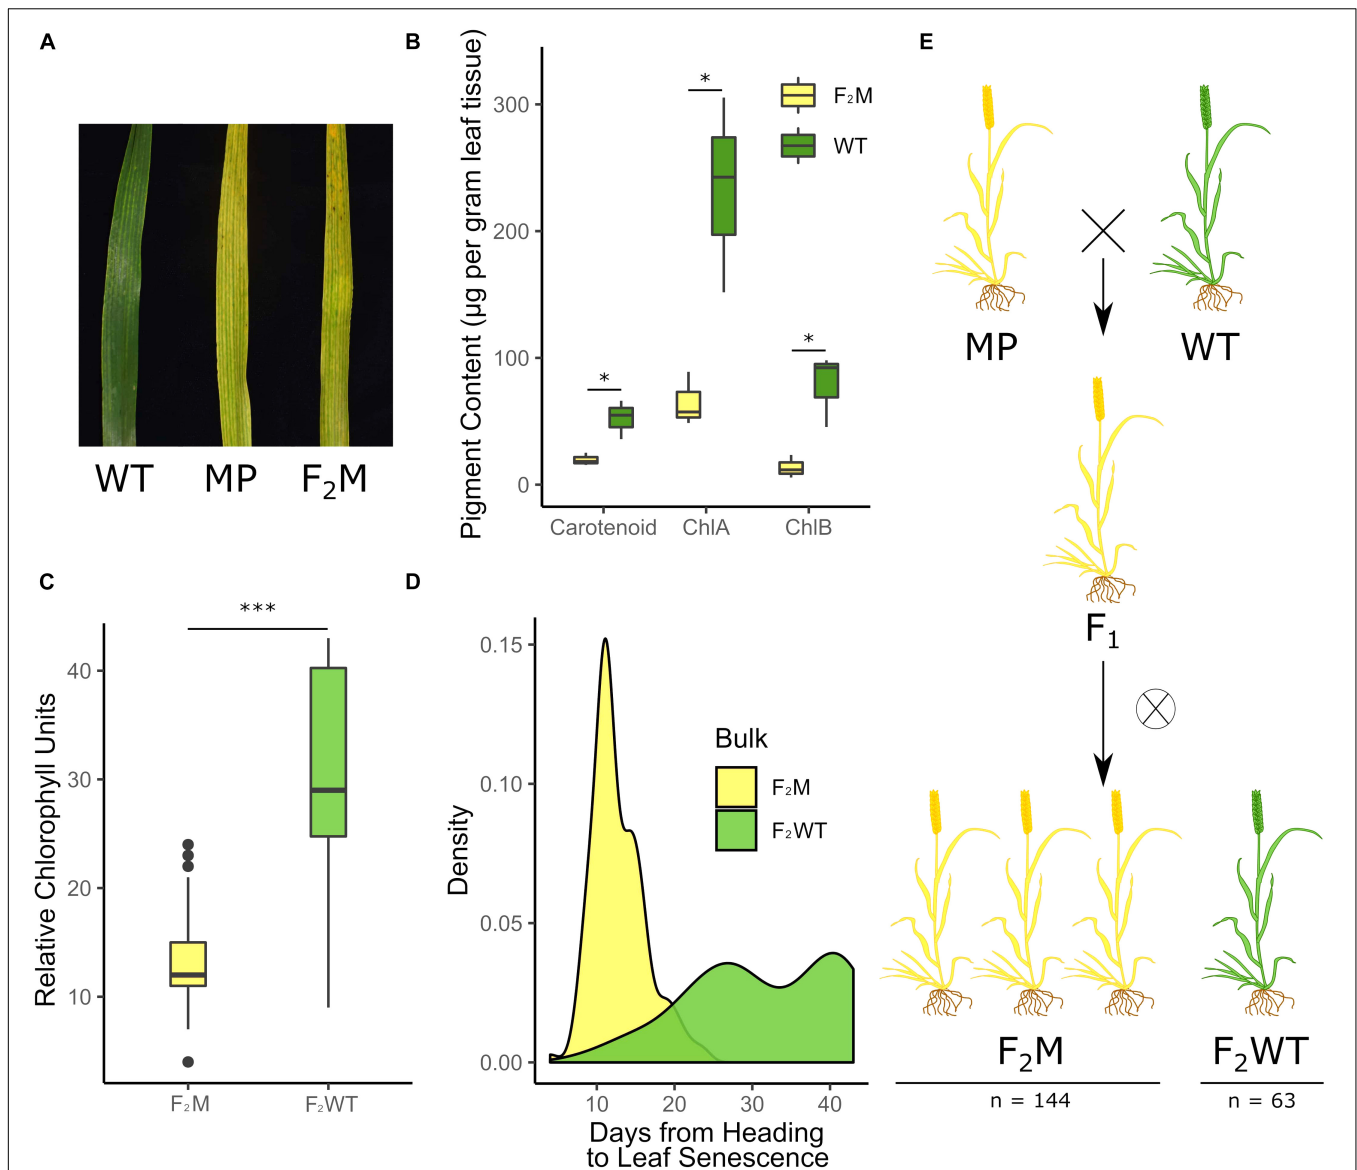 A
WT MP F₂M
B
Pigment Content (µg per gram leaf tissue)
300
200
100
0
*
*
*
F₂M
WT
Carotenoid ChlA ChlB
C
Relative Chlorophyll Units
40
30
20
10
***
F₂M F₂WT
D
Density
0.15
0.10
0.05
0.00
Bulk
F₂M
F₂WT
10 20 30 40
Days from Heading
to Leaf Senescence
E
MP WT
F₁
F₂M F₂WT
n = 144 n = 63